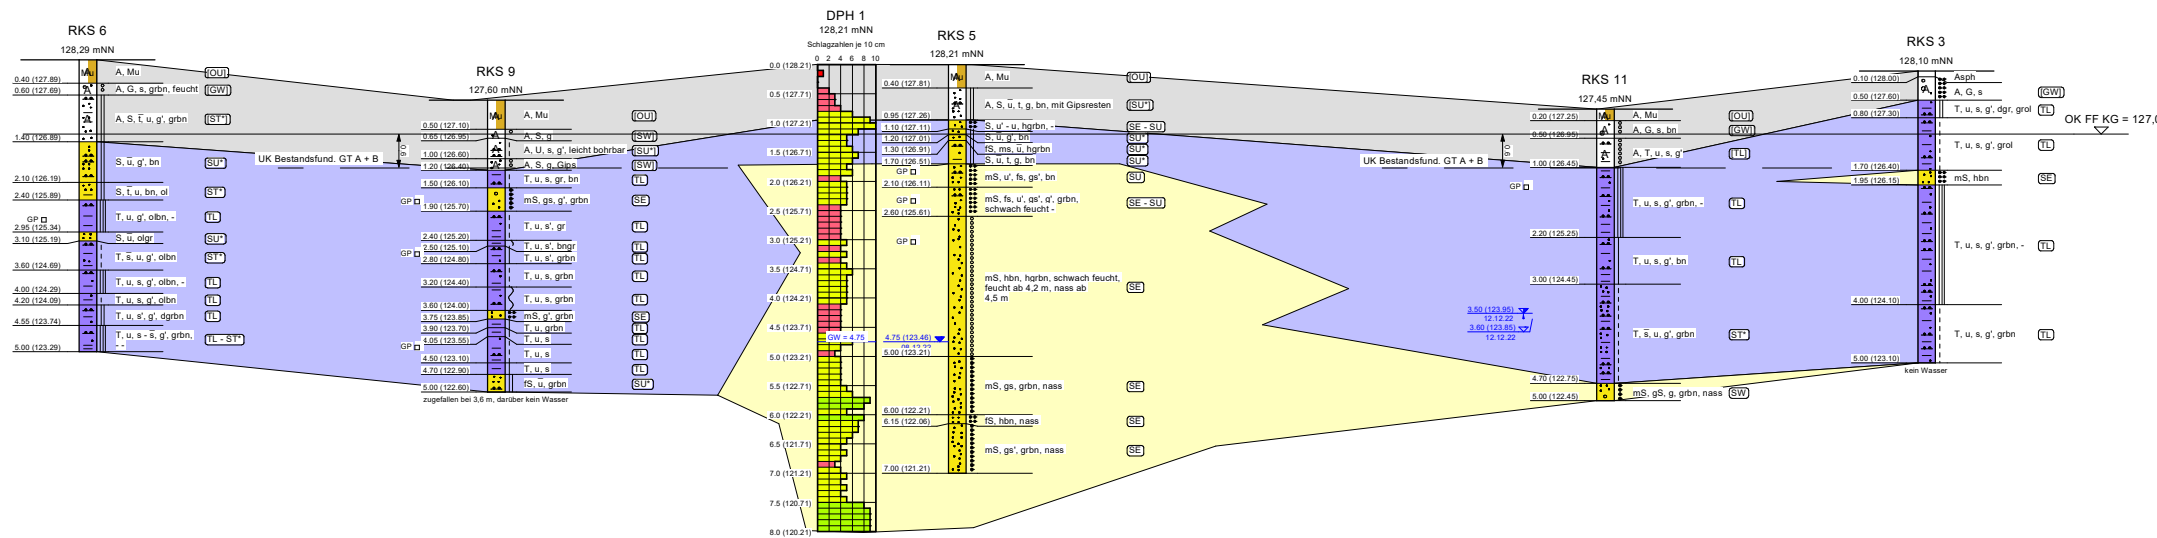 RKS 6
128,29 mNN
Mu
A, Mu
[OU]
0.40 (127.89)
A
A, G, s, grbn, feucht
[GW]
0.60 (127.69)
A, S, t̄, u, g', grbn
[ST*]
1.40 (126.89)
S, ū, g', bn
SU*
2.10 (126.19)
S, t̄, u, bn, ol
ST*
2.40 (125.89)
T, u, g', olbn, -
TL
GP
2.95 (125.34)
S, ū, olgr
SU*
3.10 (125.19)
T, s, u, g', olbn
ST*
3.60 (124.69)
T, u, s, g', olbn, -
TL
4.00 (124.29)
T, u, s, g', olbn
TL
4.20 (124.09)
T, u, s', g', dgrbn
TL
4.55 (123.74)
T, u, s - s̄, g', grbn,
- -
TL - ST*
5.00 (123.29)
UK Bestandsfund. GT A + B
0.6
RKS 9
127,60 mNN
Mu
A, Mu
[OU]
0.50 (127.10)
A
A, S, g
[SW]
0.65 (126.95)
A
A, U, s, g', leicht bohrbar
[SU*]
1.00 (126.60)
A
A, S, g, Gips
[SW]
1.20 (126.40)
T, u, s, gr, bn
TL
1.50 (126.10)
mS, gs, g', grbn
SE
GP
1.90 (125.70)
T, u, s', gr
TL
2.40 (125.20)
T, u, s', bngr
TL
2.50 (125.10)
GP
T, u, s', grbn
TL
2.80 (124.80)
T, u, s, grbn
TL
3.20 (124.40)
T, u, s, grbn
TL
3.60 (124.00)
mS, g', grbn
SE
3.75 (123.85)
T, u, grbn
TL
3.90 (123.70)
T, u, s
TL
4.05 (123.55)
GP
T, u, s
TL
4.50 (123.10)
T, u, s
TL
4.70 (122.90)
fS, ū, grbn
SU*
5.00 (122.60)
zugefallen bei 3,6 m, darüber kein Wasser
DPH 1
128,21 mNN
Schlagzahlen je 10 cm
0 2 4 6 8 10
0.0 (128.21)
0.5 (127.71)
1.0 (127.21)
1.5 (126.71)
2.0 (126.21)
2.5 (125.71)
3.0 (125.21)
3.5 (124.71)
4.0 (124.21)
4.5 (123.71)
GW = 4.75
5.0 (123.21)
5.5 (122.71)
6.0 (122.21)
6.5 (121.71)
7.0 (121.21)
7.5 (120.71)
8.0 (120.21)
RKS 5
128,21 mNN
Mu
A, Mu
[OU]
0.40 (127.81)
A
A, S, ū, t, g, bn, mit Gipsresten
[SU*]
0.95 (127.26)
S, u' - u, hgrbn, -
SE - SU
1.10 (127.11)
S, u, g', bn
SU*
1.20 (127.01)
fS, ms, ū, hgrbn
SU*
1.30 (126.91)
S, u, t, g, bn
SU*
1.70 (126.51)
GP
mS, u', fs, gs', bn
SU
2.10 (126.11)
GP
mS, fs, u', gs', g', grbn,
schwach feucht -
SE - SU
2.60 (125.61)
GP
mS, hbn, hgrbn, schwach feucht,
feucht ab 4,2 m, nass ab
4,5 m
SE
4.75 (123.46)
08.12.22
5.00 (123.21)
mS, gs, grbn, nass
SE
6.00 (122.21)
fS, hbn, nass
SE
6.15 (122.06)
mS, gs', grbn, nass
SE
7.00 (121.21)
UK Bestandsfund. GT A + B
0.6
RKS 11
127,45 mNN
Mu
A, Mu
[OU]
0.20 (127.25)
A
A, G, s, bn
[GW]
0.50 (126.95)
A
A, T, u, s, g'
[TL]
1.00 (126.45)
GP
T, u, s, g', grbn, -
TL
2.20 (125.25)
T, u, s, g', bn
TL
3.00 (124.45)
3.50 (123.95)
12.12.22
3.60 (123.85)
12.12.22
T, s̄, u, g', grbn
ST*
4.70 (122.75)
mS, gS, g, grbn, nass
SW
5.00 (122.45)
RKS 3
128,10 mNN
Asph
0.10 (128.00)
A
A, G, s
[GW]
0.50 (127.60)
T, u, s, g', dgr, grol
TL
0.80 (127.30)
T, u, s, g', grol
TL
1.70 (126.40)
mS, hbn
SE
1.95 (126.15)
T, u, s, g', grbn, -
TL
4.00 (124.10)
T, u, s, g', grbn
TL
5.00 (123.10)
kein Wasser
OK FF KG = 127,0